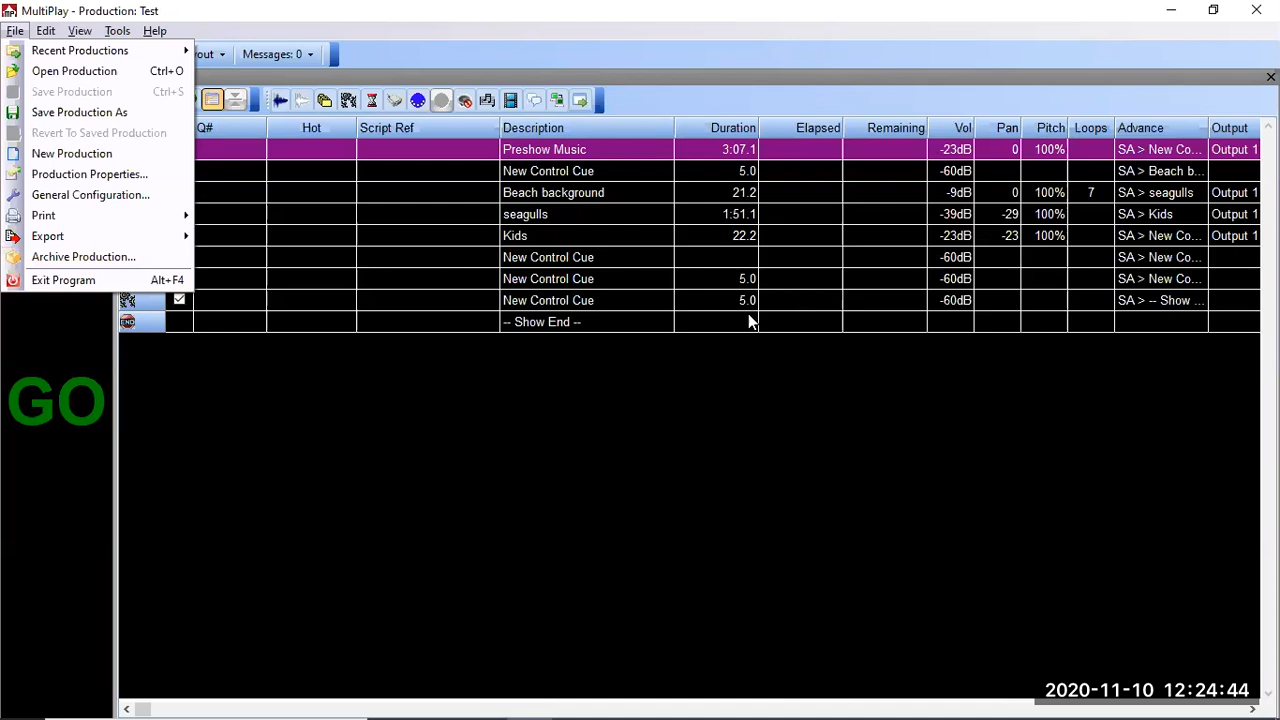 MultiPlay - Production: Test
File Edit View Tools Help
Recent Productions
Open Production Ctrl+O
Save Production Ctrl+S
Save Production As
Revert To Saved Production
New Production
Production Properties...
General Configuration...
Print
Export
Archive Production...
Exit Program Alt+F4
out Messages: 0
Q# Hot Script Ref Description Duration Elapsed Remaining Vol Pan Pitch Loops Advance Output
Preshow Music 3:07.1 -23dB 0 100% SA > New Co... Output 1
New Control Cue 5.0 -60dB SA > Beach b...
Beach background 21.2 -9dB 0 100% 7 SA > seagulls Output 1
seagulls 1:51.1 -39dB -29 100% SA > Kids Output 1
Kids 22.2 -23dB -23 100% SA > New Co... Output 1
New Control Cue -60dB SA > New Co...
New Control Cue 5.0 -60dB SA > New Co...
New Control Cue 5.0 -60dB SA > -- Show ...
END -- Show End --
GO
2020-11-10 12:24:44